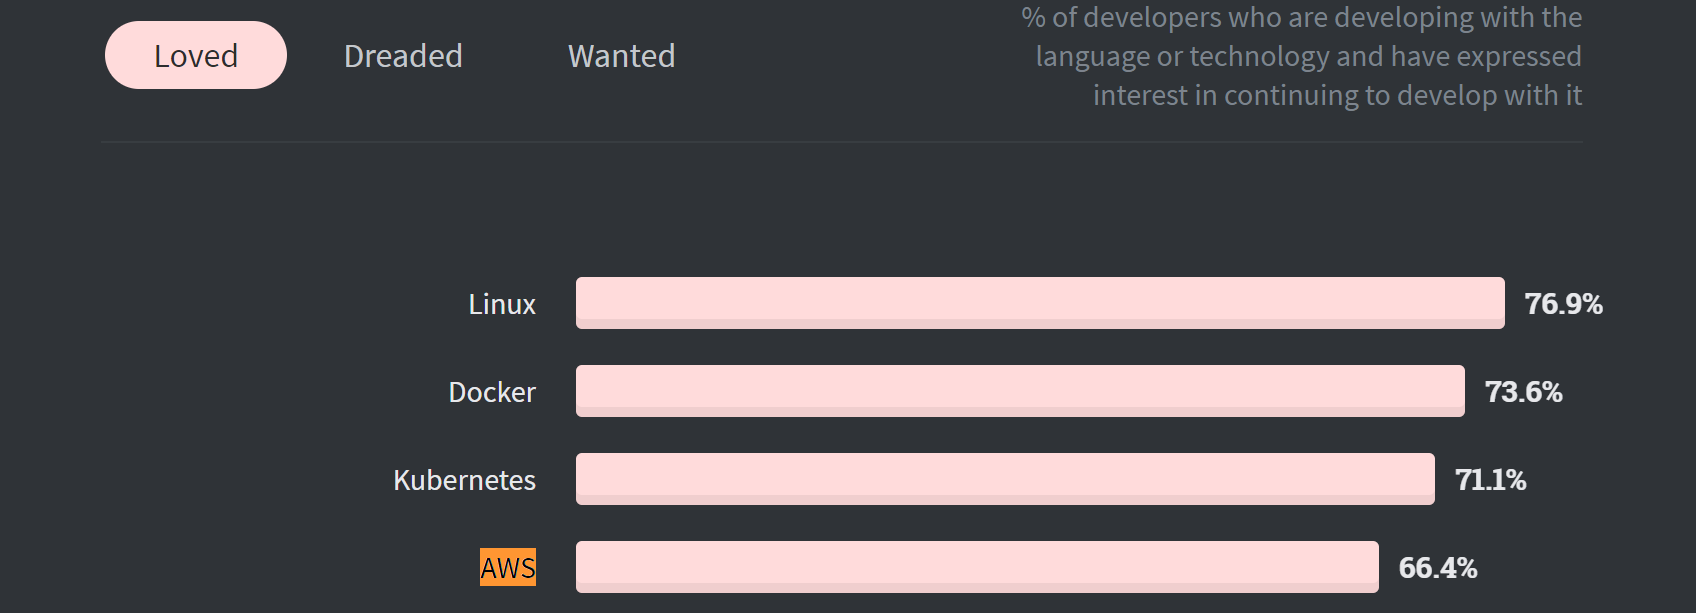 Loved
Dreaded
Wanted
% of developers who are developing with the
language or technology and have expressed
interest in continuing to develop with it
Linux 76.9%
Docker 73.6%
Kubernetes 71.1%
AWS 66.4%